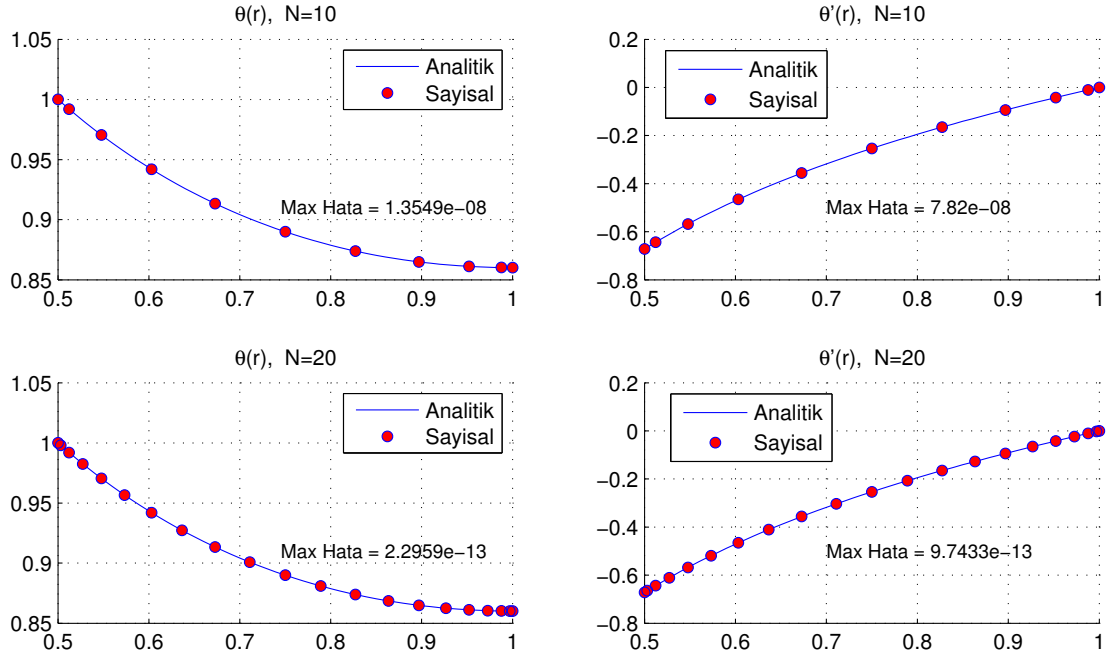 θ(r), N=10
1.05
1
0.95
0.9
0.85
0.5
0.6
0.7
0.8
0.9
1
Analitik
Sayisal
Max Hata = 1.3549e−08
θ'(r), N=10
0.2
0
−0.2
−0.4
−0.6
−0.8
0.5
0.6
0.7
0.8
0.9
1
Analitik
Sayisal
Max Hata = 7.82e−08
θ(r), N=20
1.05
1
0.95
0.9
0.85
0.5
0.6
0.7
0.8
0.9
1
Analitik
Sayisal
Max Hata = 2.2959e−13
θ'(r), N=20
0.2
0
−0.2
−0.4
−0.6
−0.8
0.5
0.6
0.7
0.8
0.9
1
Analitik
Sayisal
Max Hata = 9.7433e−13